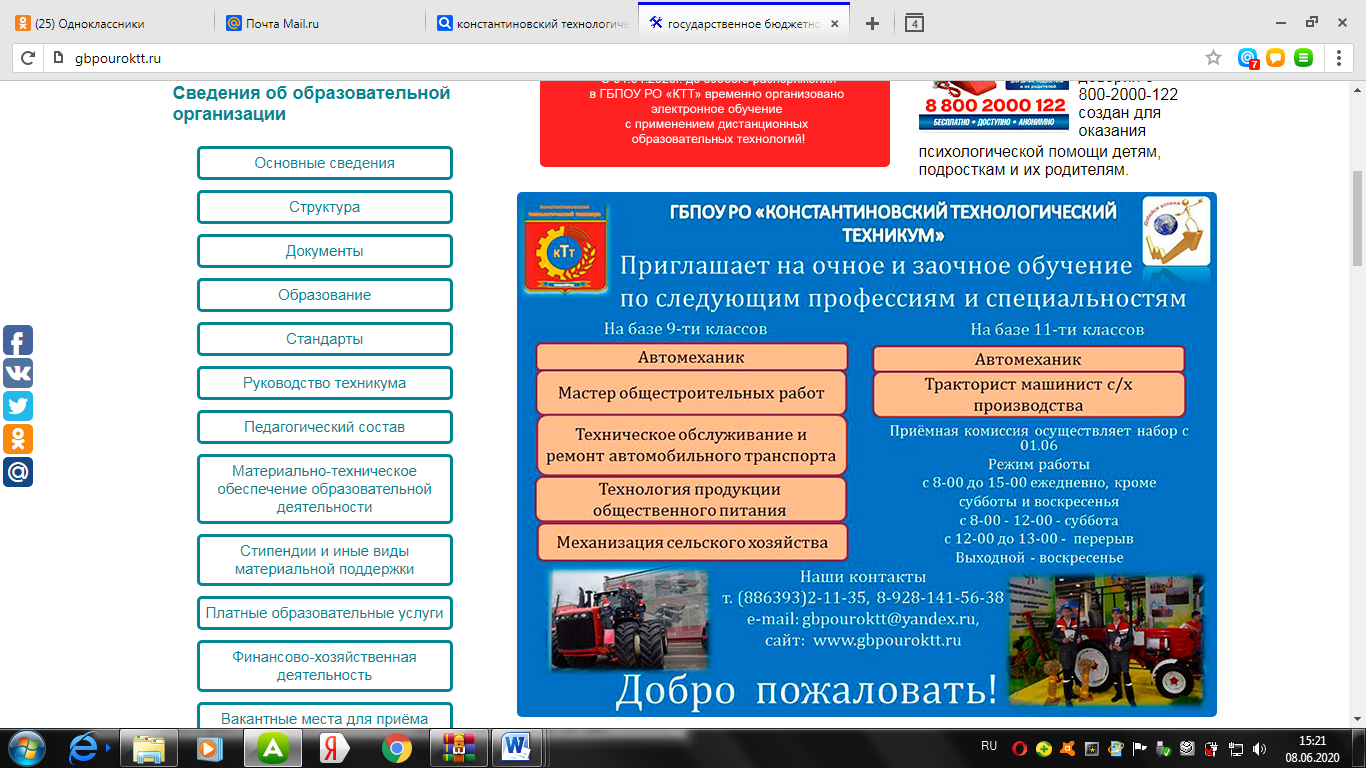 (25) Одноклассники
Почта Mail.ru
константиновский технологиче
государственное бюджетно
4
gbpouroktt.ru
7
Сведения об образовательной
организации
Основные сведения
Структура
Документы
Образование
Стандарты
Руководство техникума
Педагогический состав
Материально-техническое
обеспечение образовательной
деятельности
Стипендии и иные виды
материальной поддержки
Платные образовательные услуги
Финансово-хозяйственная
деятельность
Вакантные места для приёма
в ГБПОУ РО «КТТ» временно организовано
электронное обучение
с применением дистанционных
образовательных технологий!
8 800 2000 122
БЕСПЛАТНО • ДОСТУПНО • АНОНИМНО
800-2000-122
создан для
оказания
психологической помощи детям,
подросткам и их родителям.
ГБПОУ РО «КОНСТАНТИНОВСКИЙ ТЕХНОЛОГИЧЕСКИЙ
ТЕХНИКУМ»
КТТ
Приглашает на очное и заочное обучение
по следующим профессиям и специальностям
На базе 9-ти классов
Автомеханик
Мастер общестроительных работ
Техническое обслуживание и
ремонт автомобильного транспорта
Технология продукции
общественного питания
Механизация сельского хозяйства
На базе 11-ти классов
Автомеханик
Тракторист машинист с/х
производства
Приёмная комиссия осуществляет набор с
01.06
Режим работы
с 8-00 до 15-00 ежедневно, кроме
субботы и воскресенья
с 8-00 - 12-00 - суббота
с 12-00 до 13-00 - перерыв
Выходной - воскресенье
Наши контакты
т. (886393)2-11-35, 8-928-141-56-38
e-mail: gbpouroktt@yandex.ru,
сайт: www.gbpouroktt.ru
Добро пожаловать!
RU
15:21
08.06.2020